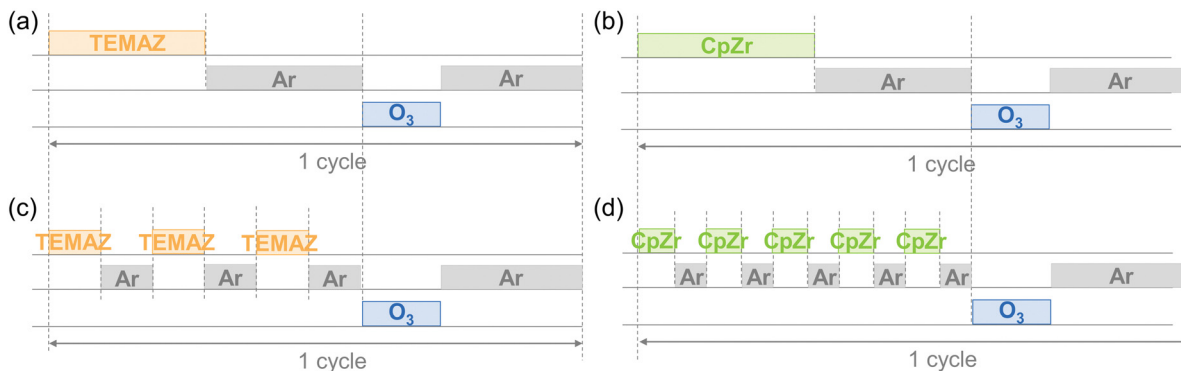 (a)
TEMAZ
Ar
Ar
O3
1 cycle
(b)
CpZr
Ar
Ar
O3
1 cycle
(c)
TEMAZ TEMAZ TEMAZ
Ar Ar Ar Ar
O3
1 cycle
(d)
CpZr CpZr CpZr CpZr CpZr
Ar Ar Ar Ar Ar Ar
O3
1 cycle